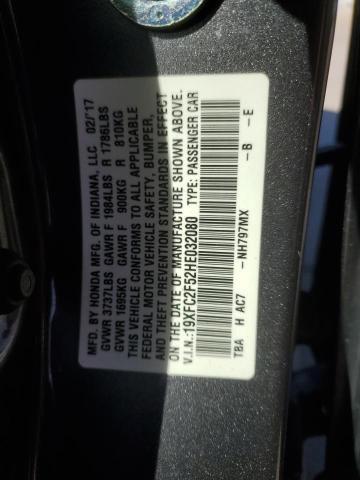 MFD. BY HONDA MFG. OF INDIANA, LLC 02/'17
GVWR 3737LBS GAWR F 1984LBS R 1786LBS
GVWR 1695KG GAWR F 900KG R 810KG
THIS VEHICLE CONFORMS TO ALL APPLICABLE
FEDERAL MOTOR VEHICLE SAFETY, BUMPER,
AND THEFT PREVENTION STANDARDS IN EFFECT
ON THE DATE OF MANUFACTURE SHOWN ABOVE.
V.I.N.:19XFC2F52HE032080 TYPE: PASSENGER CAR
TBA H AC7 -NH797MX -B -E